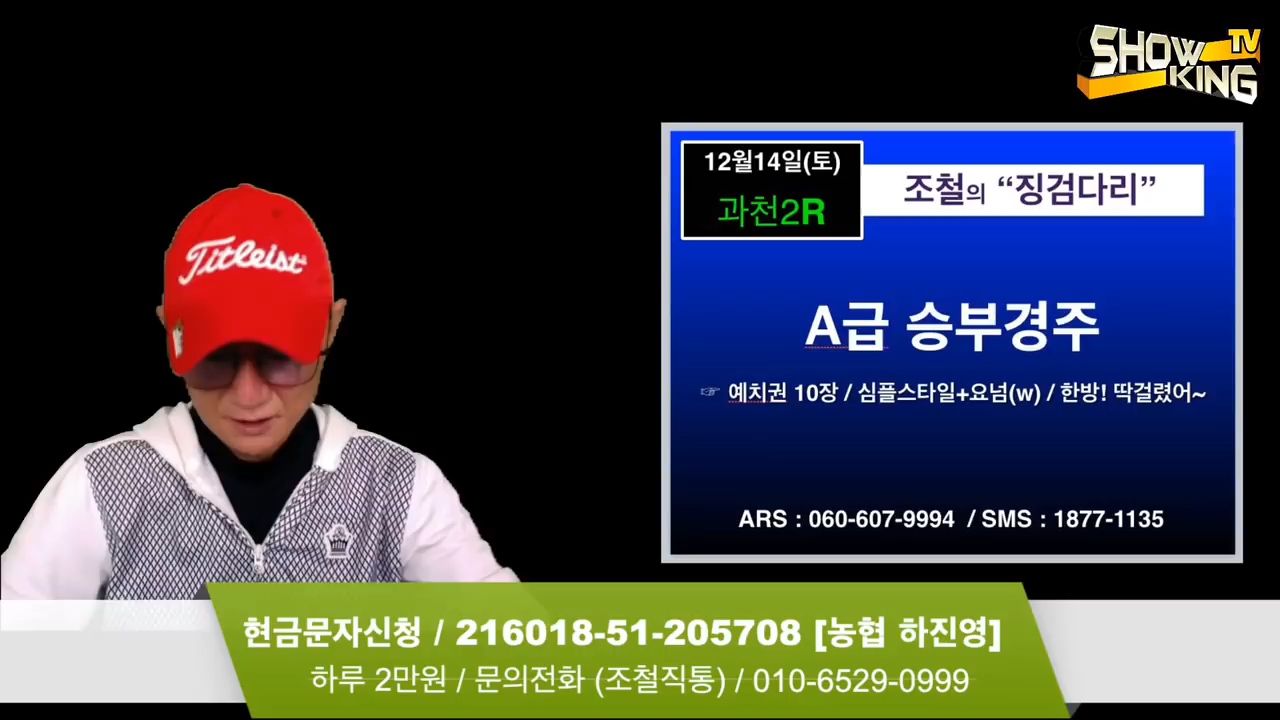 SHOW TV
KING
12월14일(토)
과천2R
조철의 “징검다리”
Titleist
A급 승부경주
☞ 예치권 10장 / 심플스타일+요넘(w) / 한방! 딱걸렸어~
ARS : 060-607-9994 / SMS : 1877-1135
현금문자신청 / 216018-51-205708 [농협 하진영]
하루 2만원 / 문의전화 (조철직통) / 010-6529-0999